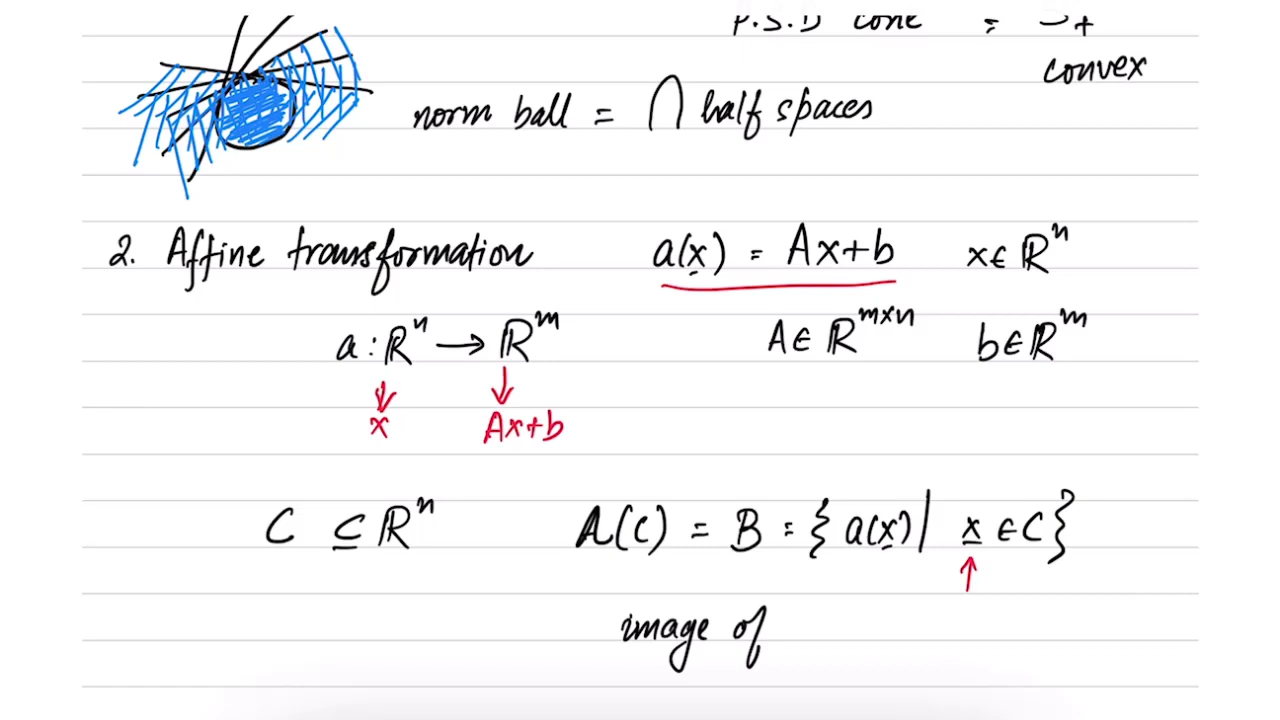 P.S.D cone = S+
convex
norm ball = ⋂ half spaces
2. Affine transformation a(x) = Ax+b x∈ℝⁿ
a : ℝⁿ → ℝᵐ A∈ ℝᵐˣⁿ b∈ℝᵐ
↓ ↓
x Ax+b
C ⊆ ℝⁿ A(C) = B = {a(x) | x ∈C}
↑
image of